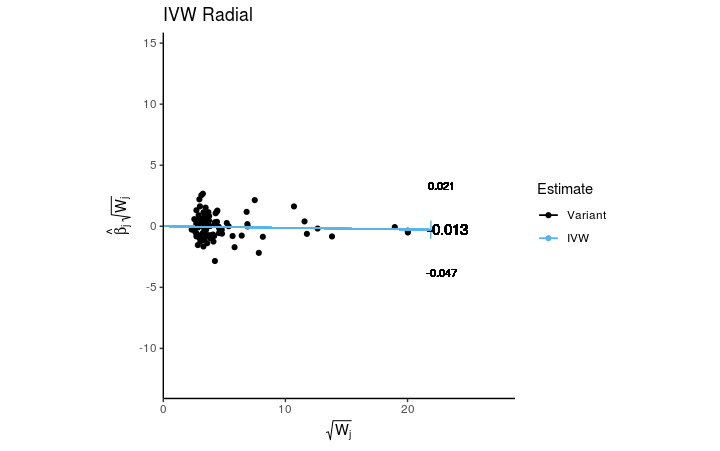 IVW Radial
15
10
5
0
-5
-10
β̂ⱼ√Wⱼ
0
10
20
√Wⱼ
0.021
-0.013
-0.047
Estimate
Variant
IVW